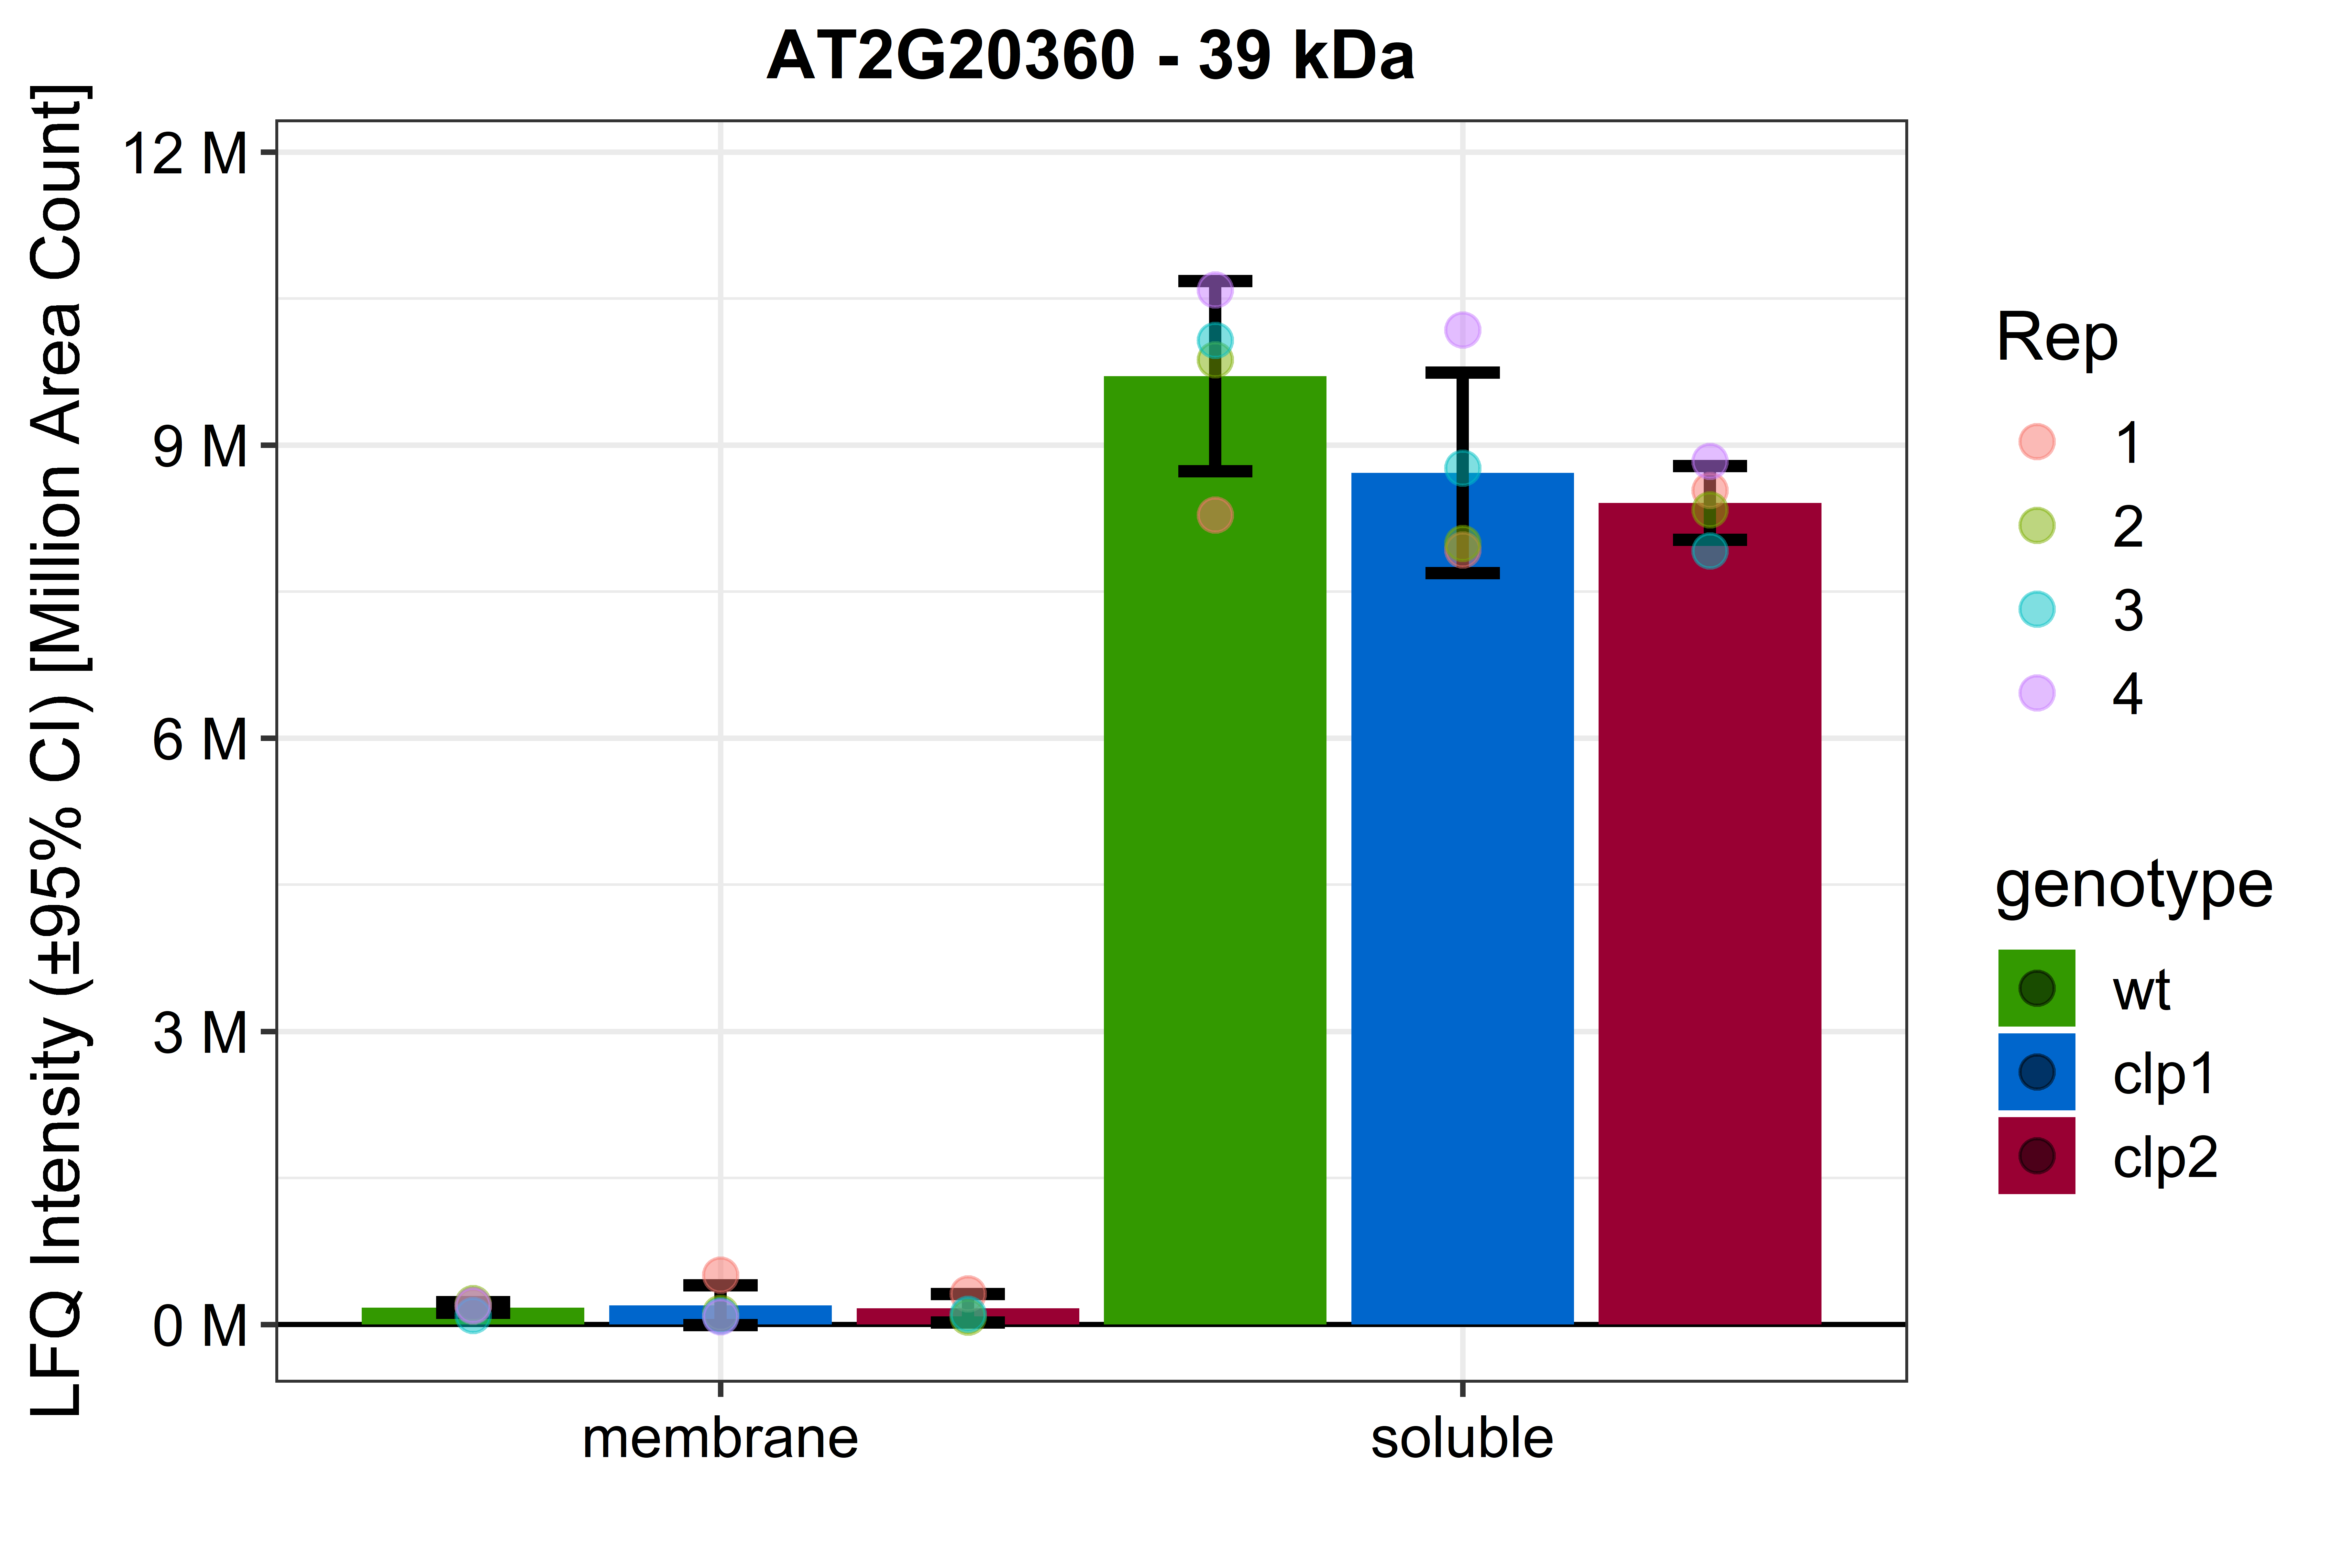 AT2G20360 - 39 kDa
LFQ Intensity (±95% CI) [Million Area Count]
12 M
9 M
6 M
3 M
0 M
membrane
soluble
Rep
1
2
3
4
genotype
wt
clp1
clp2